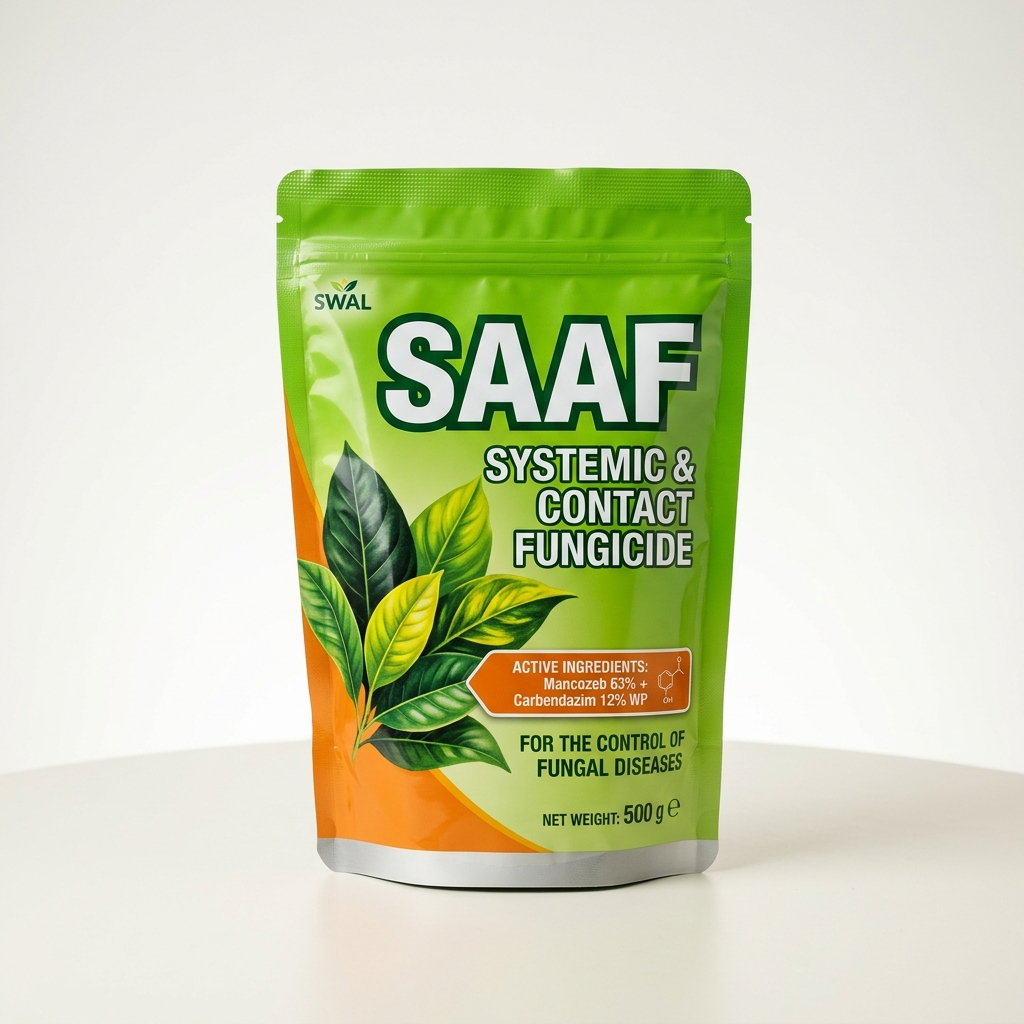 SWAL
SAAF
SYSTEMIC &
CONTACT
FUNGICIDE
ACTIVE INGREDIENTS:
Mancozeb 63% +
Carbendazim 12% WP
FOR THE CONTROL OF
FUNGAL DISEASES
NET WEIGHT: 500 g ℮